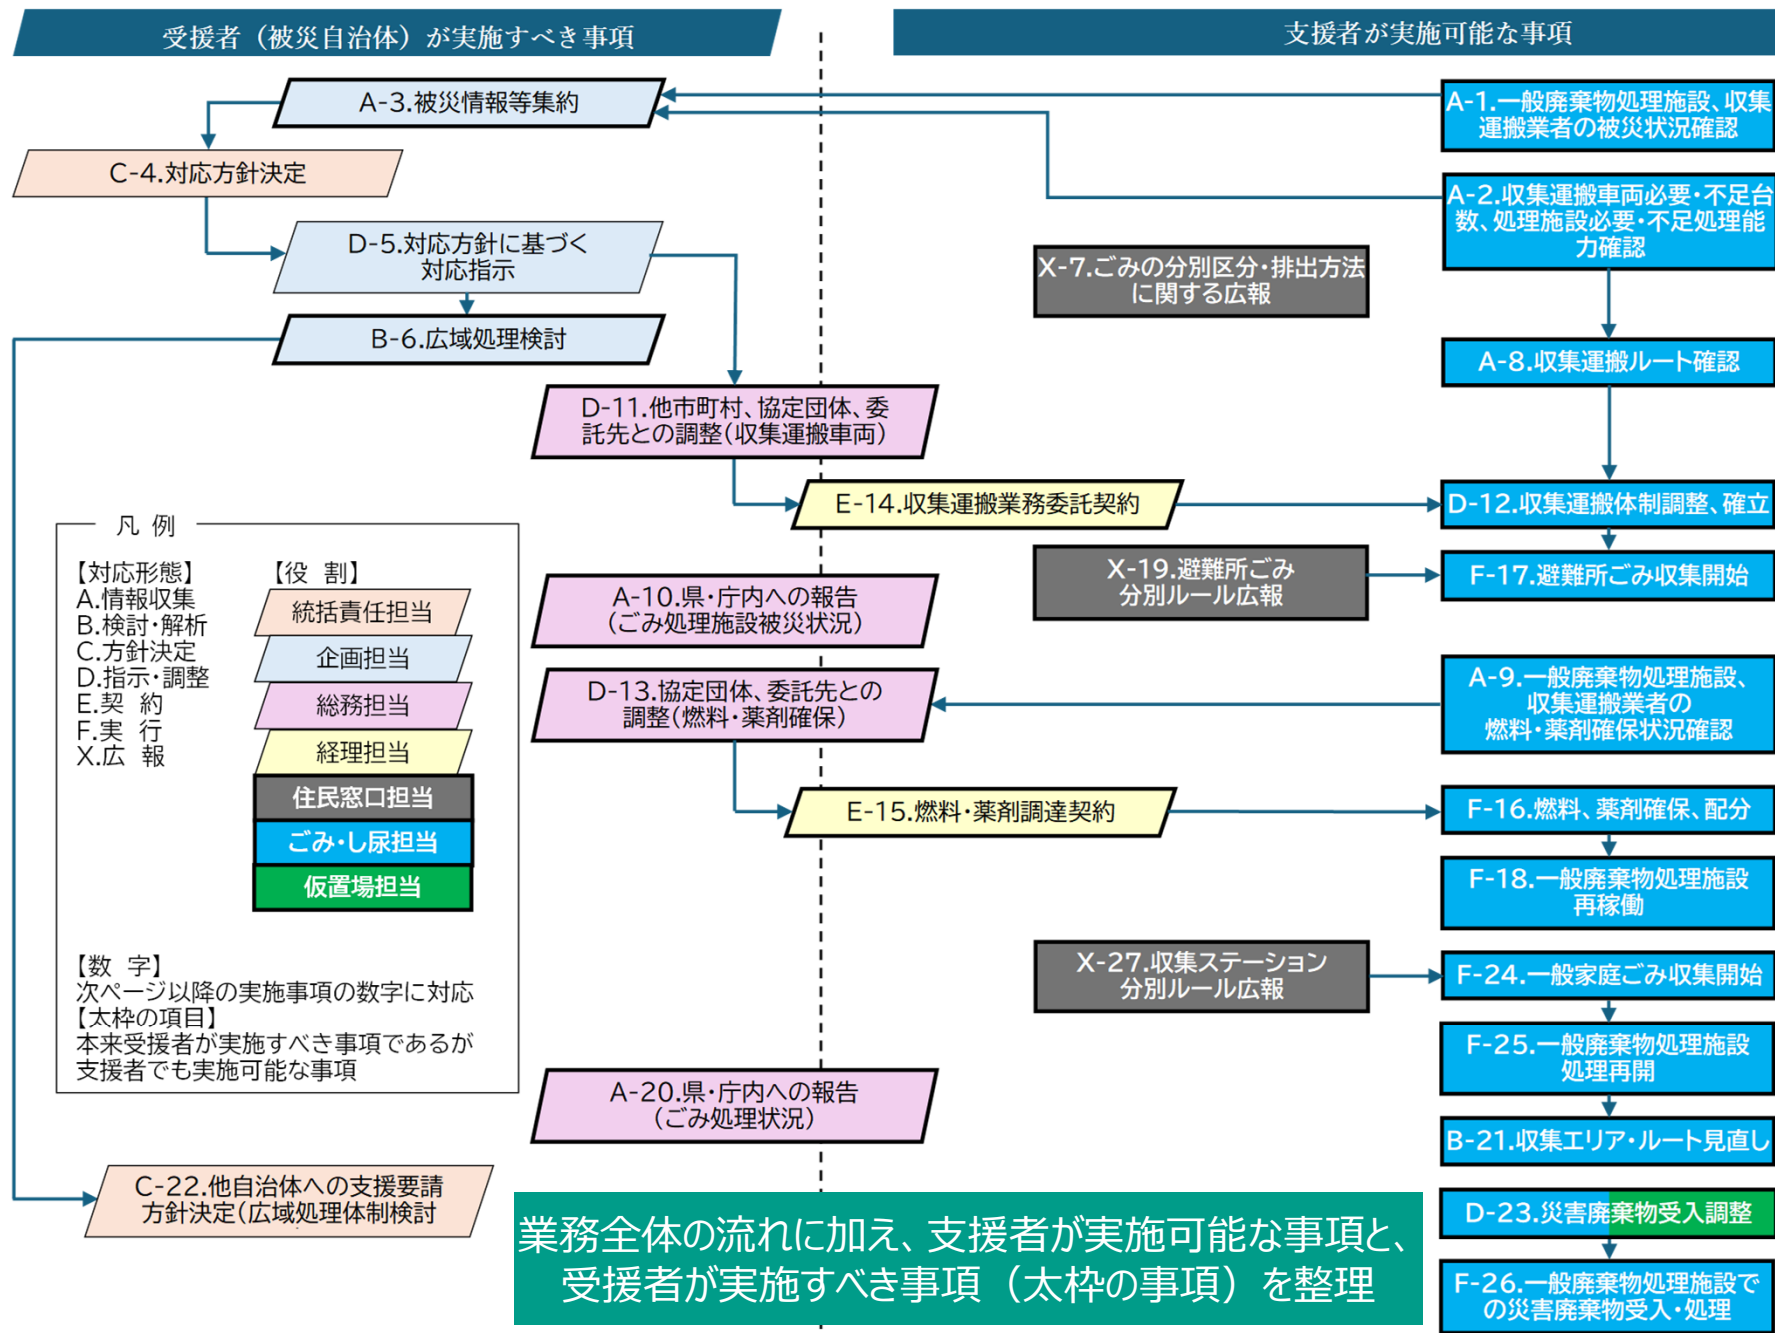 受援者（被災自治体）が実施すべき事項
支援者が実施可能な事項
A-3.被災情報等集約
A-1.一般廃棄物処理施設、収集
運搬業者の被災状況確認
C-4.対応方針決定
A-2.収集運搬車両必要・不足台
数、処理施設必要・不足処理能
力確認
D-5.対応方針に基づく
対応指示
X-7.ごみの分別区分・排出方法
に関する広報
B-6.広域処理検討
A-8.収集運搬ルート確認
D-11.他市町村、協定団体、委
託先との調整（収集運搬車両）
E-14.収集運搬業務委託契約
D-12.収集運搬体制調整、確立
X-19.避難所ごみ
分別ルール広報
F-17.避難所ごみ収集開始
A-10.県・庁内への報告
（ごみ処理施設被災状況）
D-13.協定団体、委託先との
調整（燃料・薬剤確保）
A-9.一般廃棄物処理施設、
収集運搬業者の
燃料・薬剤確保状況確認
E-15.燃料・薬剤調達契約
F-16.燃料、薬剤確保、配分
F-18.一般廃棄物処理施設
再稼働
X-27.収集ステーション
分別ルール広報
F-24.一般家庭ごみ収集開始
F-25.一般廃棄物処理施設
処理再開
A-20.県・庁内への報告
（ごみ処理状況）
B-21.収集エリア・ルート見直し
C-22.他自治体への支援要請
方針決定（広域処理体制検討
D-23.災害廃棄物受入調整
F-26.一般廃棄物処理施設で
の災害廃棄物受入・処理
凡 例
【対応形態】
A.情報収集
B.検討・解析
C.方針決定
D.指示・調整
E.契 約
F.実 行
X.広 報
【役 割】
統括責任担当
企画担当
総務担当
経理担当
住民窓口担当
ごみ・し尿担当
仮置場担当
【数 字】
次ページ以降の実施事項の数字に対応
【太枠の項目】
本来受援者が実施すべき事項であるが
支援者でも実施可能な事項
業務全体の流れに加え、支援者が実施可能な事項と、
受援者が実施すべき事項（太枠の事項）を整理